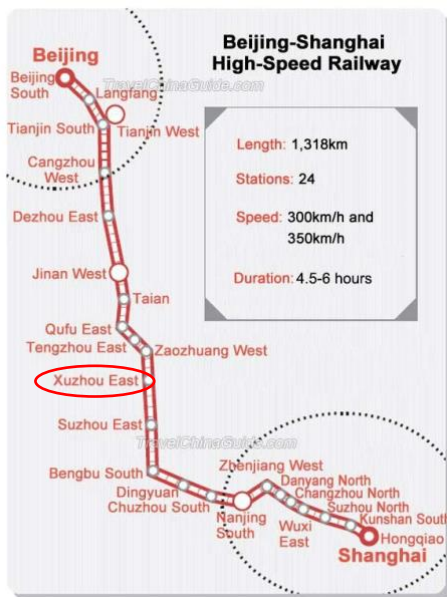 Beijing-Shanghai
High-Speed Railway
Length: 1,318km
Stations: 24
Speed: 300km/h and
350km/h
Duration: 4.5-6 hours
Beijing
Beijing
South
TravelChinaGuide.com
Langfang
Tianjin South
Tianjin West
Cangzhou
West
Dezhou East
Jinan West
Taian
Qufu East
Tengzhou East
Zaozhuang West
Xuzhou East
Suzhou East
TravelChinaGuide.com
Bengbu South
Dingyuan
Chuzhou South
Nanjing
South
Zhenjiang West
Danyang North
Changzhou North
Wuxi
East
Suzhou North
Kunshan South
Hongqiao
Shanghai